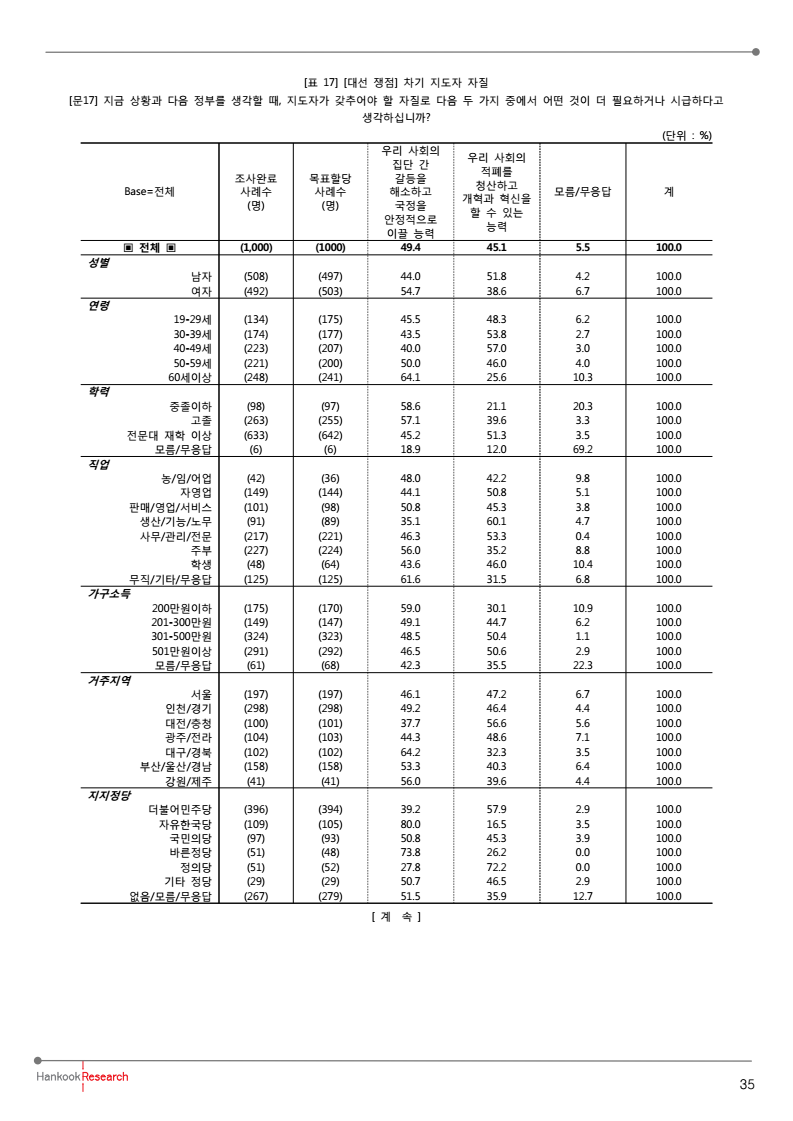 [표 17] [대선 쟁점] 차기 지도자 자질
[문17] 지금 상황과 다음 정부를 생각할 때, 지도자가 갖추어야 할 자질로 다음 두 가지 중에서 어떤 것이 더 필요하거나 시급하다고
생각하십니까?
(단위 : %)
Base=전체 조사완료 사례수 (명) 목표할당 사례수 (명) 우리 사회의 집단 간 갈등을 해소하고 국정을 안정적으로 이끌 능력 우리 사회의 적폐를 청산하고 개혁과 혁신을 할 수 있는 능력 모름/무응답 계
▣ 전체 ▣ (1,000) (1000) 49.4 45.1 5.5 100.0
성별
남자 (508) (497) 44.0 51.8 4.2 100.0
여자 (492) (503) 54.7 38.6 6.7 100.0
연령
19-29세 (134) (175) 45.5 48.3 6.2 100.0
30-39세 (174) (177) 43.5 53.8 2.7 100.0
40-49세 (223) (207) 40.0 57.0 3.0 100.0
50-59세 (221) (200) 50.0 46.0 4.0 100.0
60세이상 (248) (241) 64.1 25.6 10.3 100.0
학력
중졸이하 (98) (97) 58.6 21.1 20.3 100.0
고졸 (263) (255) 57.1 39.6 3.3 100.0
전문대 재학 이상 (633) (642) 45.2 51.3 3.5 100.0
모름/무응답 (6) (6) 18.9 12.0 69.2 100.0
직업
농/임/어업 (42) (36) 48.0 42.2 9.8 100.0
자영업 (149) (144) 44.1 50.8 5.1 100.0
판매/영업/서비스 (101) (98) 50.8 45.3 3.8 100.0
생산/기능/노무 (91) (89) 35.1 60.1 4.7 100.0
사무/관리/전문 (217) (221) 46.3 53.3 0.4 100.0
주부 (227) (224) 56.0 35.2 8.8 100.0
학생 (48) (64) 43.6 46.0 10.4 100.0
무직/기타/무응답 (125) (125) 61.6 31.5 6.8 100.0
가구소득
200만원이하 (175) (170) 59.0 30.1 10.9 100.0
201-300만원 (149) (147) 49.1 44.7 6.2 100.0
301-500만원 (324) (323) 48.5 50.4 1.1 100.0
501만원이상 (291) (292) 46.5 50.6 2.9 100.0
모름/무응답 (61) (68) 42.3 35.5 22.3 100.0
거주지역
서울 (197) (197) 46.1 47.2 6.7 100.0
인천/경기 (298) (298) 49.2 46.4 4.4 100.0
대전/충청 (100) (101) 37.7 56.6 5.6 100.0
광주/전라 (104) (103) 44.3 48.6 7.1 100.0
대구/경북 (102) (102) 64.2 32.3 3.5 100.0
부산/울산/경남 (158) (158) 53.3 40.3 6.4 100.0
강원/제주 (41) (41) 56.0 39.6 4.4 100.0
지지정당
더불어민주당 (396) (394) 39.2 57.9 2.9 100.0
자유한국당 (109) (105) 80.0 16.5 3.5 100.0
국민의당 (97) (93) 50.8 45.3 3.9 100.0
바른정당 (51) (48) 73.8 26.2 0.0 100.0
정의당 (51) (52) 27.8 72.2 0.0 100.0
기타 정당 (29) (29) 50.7 46.5 2.9 100.0
없음/모름/무응답 (267) (279) 51.5 35.9 12.7 100.0
[ 계 속 ]
Hankook Research
35